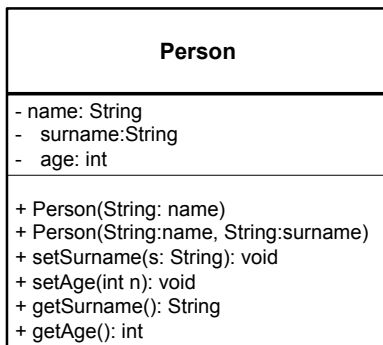 Person
- name: String
- surname:String
- age: int
+ Person(String: name)
+ Person(String:name, String:surname)
+ setSurname(s: String): void
+ setAge(int n): void
+ getSurname(): String
+ getAge(): int